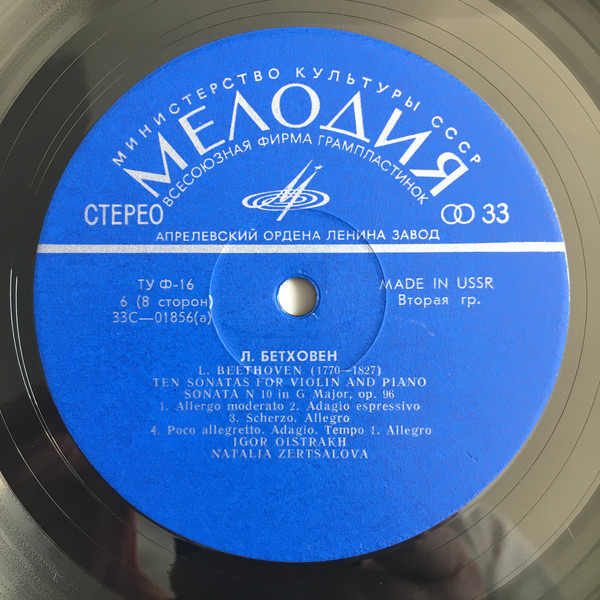 МИНИСТЕРСТВО КУЛЬТУРЫ СССР
МЕЛОДИЯ
ВСЕСОЮЗНАЯ ФИРМА ГРАМПЛАСТИНОК
СТЕРЕО
33
АПРЕЛЕВСКИЙ ОРДЕНА ЛЕНИНА ЗАВОД
ТУ Ф-16
MADE IN USSR
6 (8 сторон)
Вторая гр.
33С—01856(а)
Л. БЕТХОВЕН
L. BEETHOVEN (1770—1827)
TEN SONATAS FOR VIOLIN AND PIANO
SONATA N 10 in G Major, op. 96
1. Allergo moderato 2. Adagio espressivo
3. Scherzo. Allegro
4. Poco allegretto. Adagio. Tempo 1. Allegro
IGOR OISTRAKH
NATALIA ZERTSALOVA